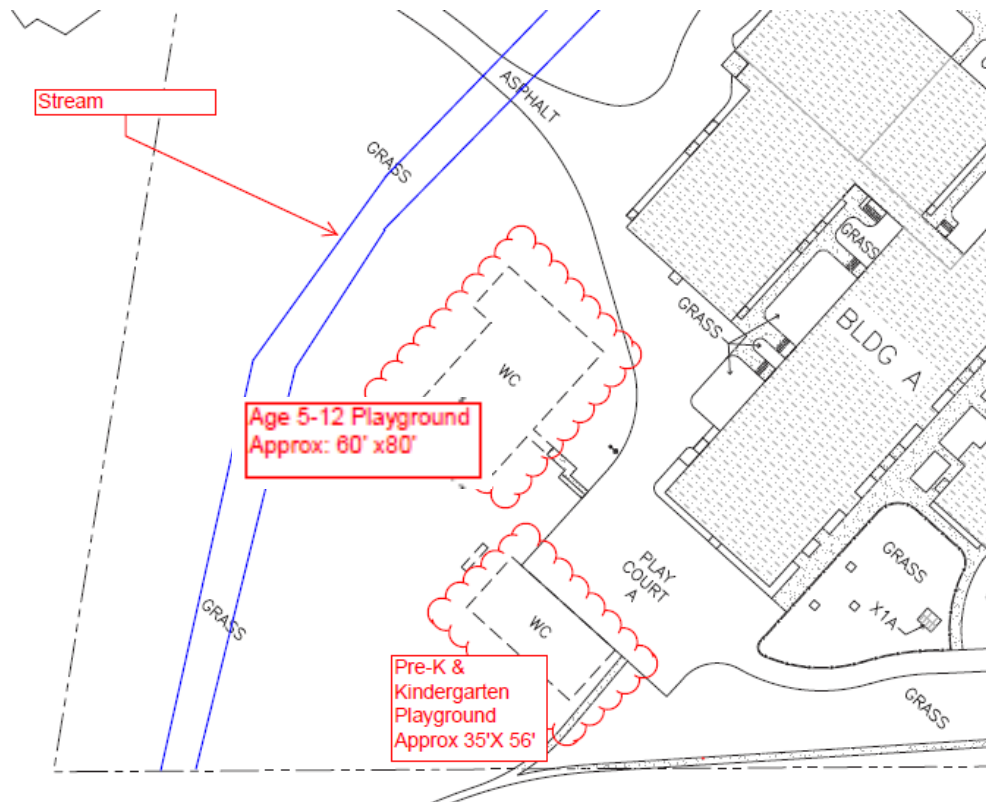 Stream
ASPHALT
GRASS
GRASS
GRASS
BLDG A
WC
Age 5-12 Playground
Approx: 60' x80'
PLAY
COURT
A
GRASS
X1A
WC
GRASS
Pre-K &
Kindergarten
Playground
Approx 35'X 56'
GRASS